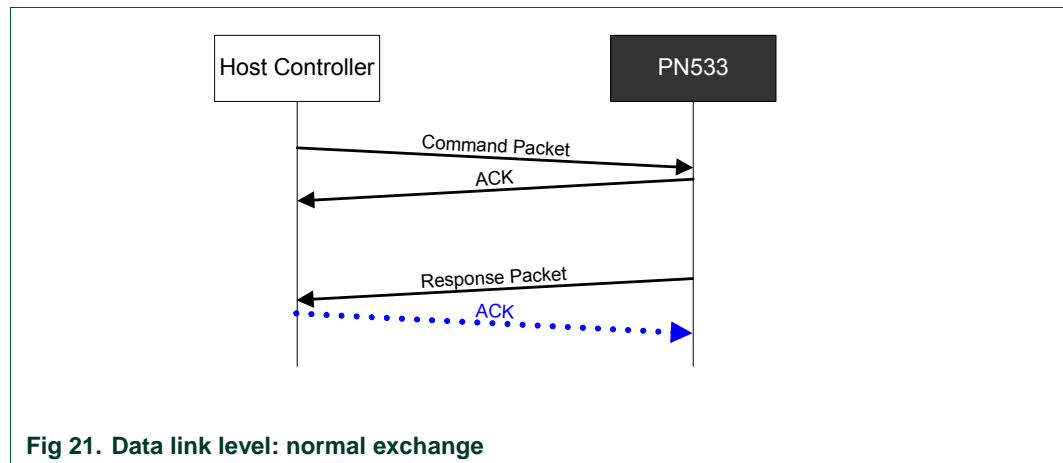 Host Controller
PN533
Command Packet
ACK
Response Packet
ACK
Fig 21. Data link level: normal exchange